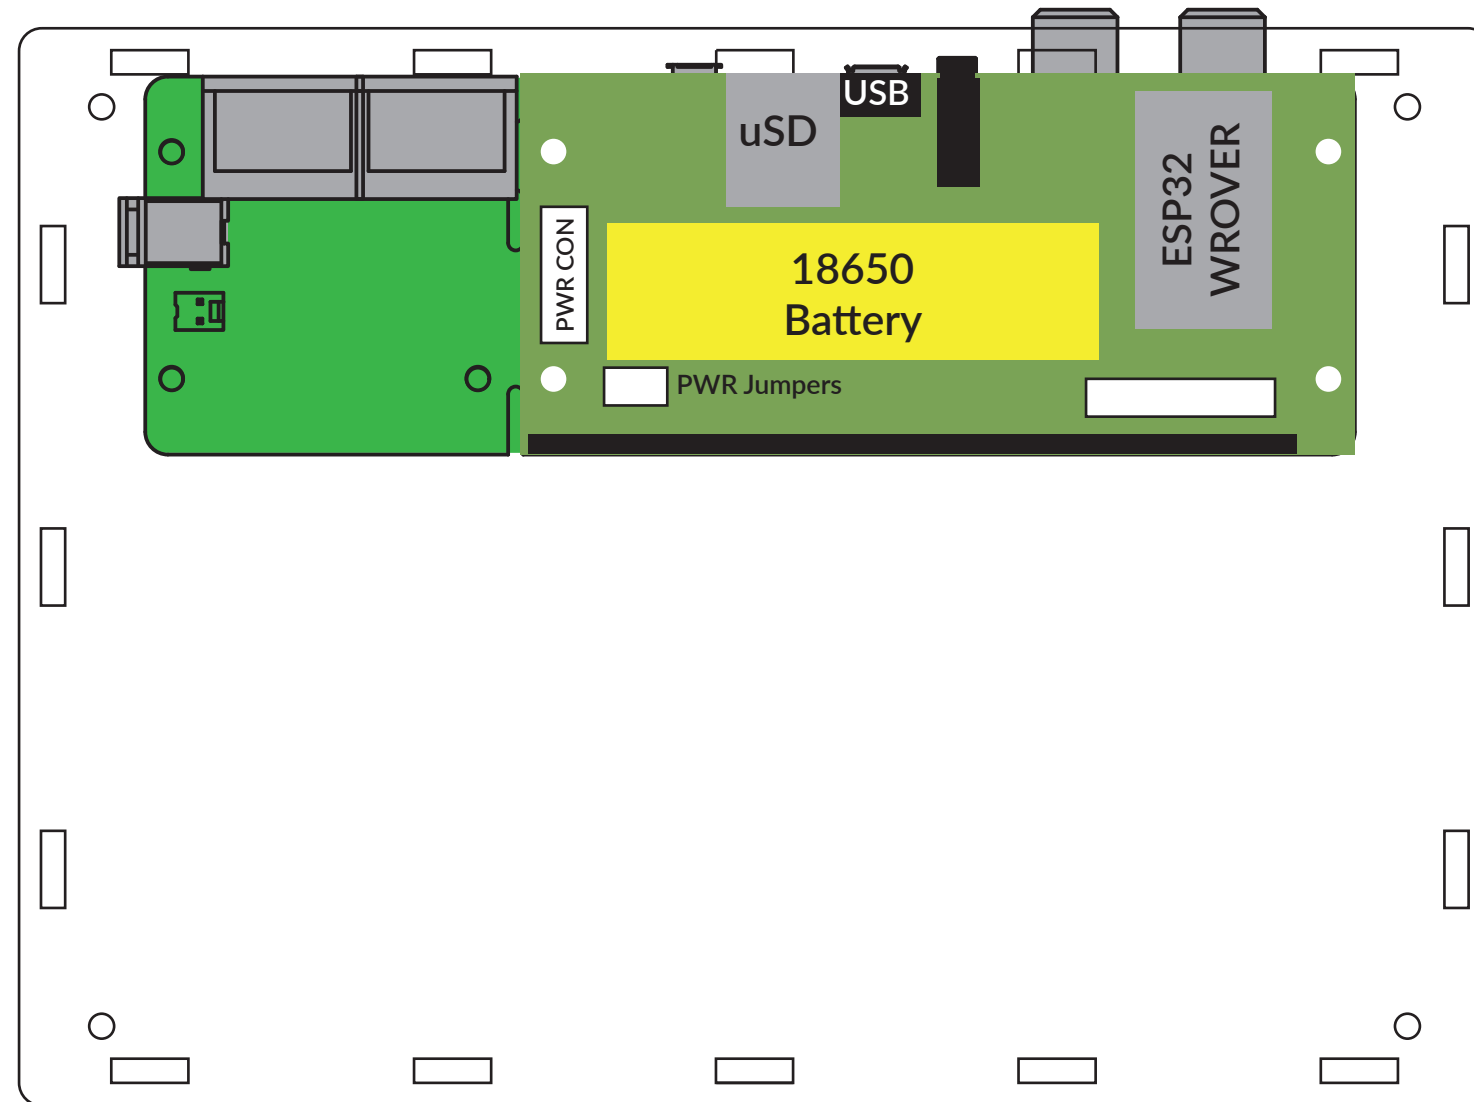 USB
uSD
ESP32
WROVER
PWR CON
18650
Battery
PWR Jumpers